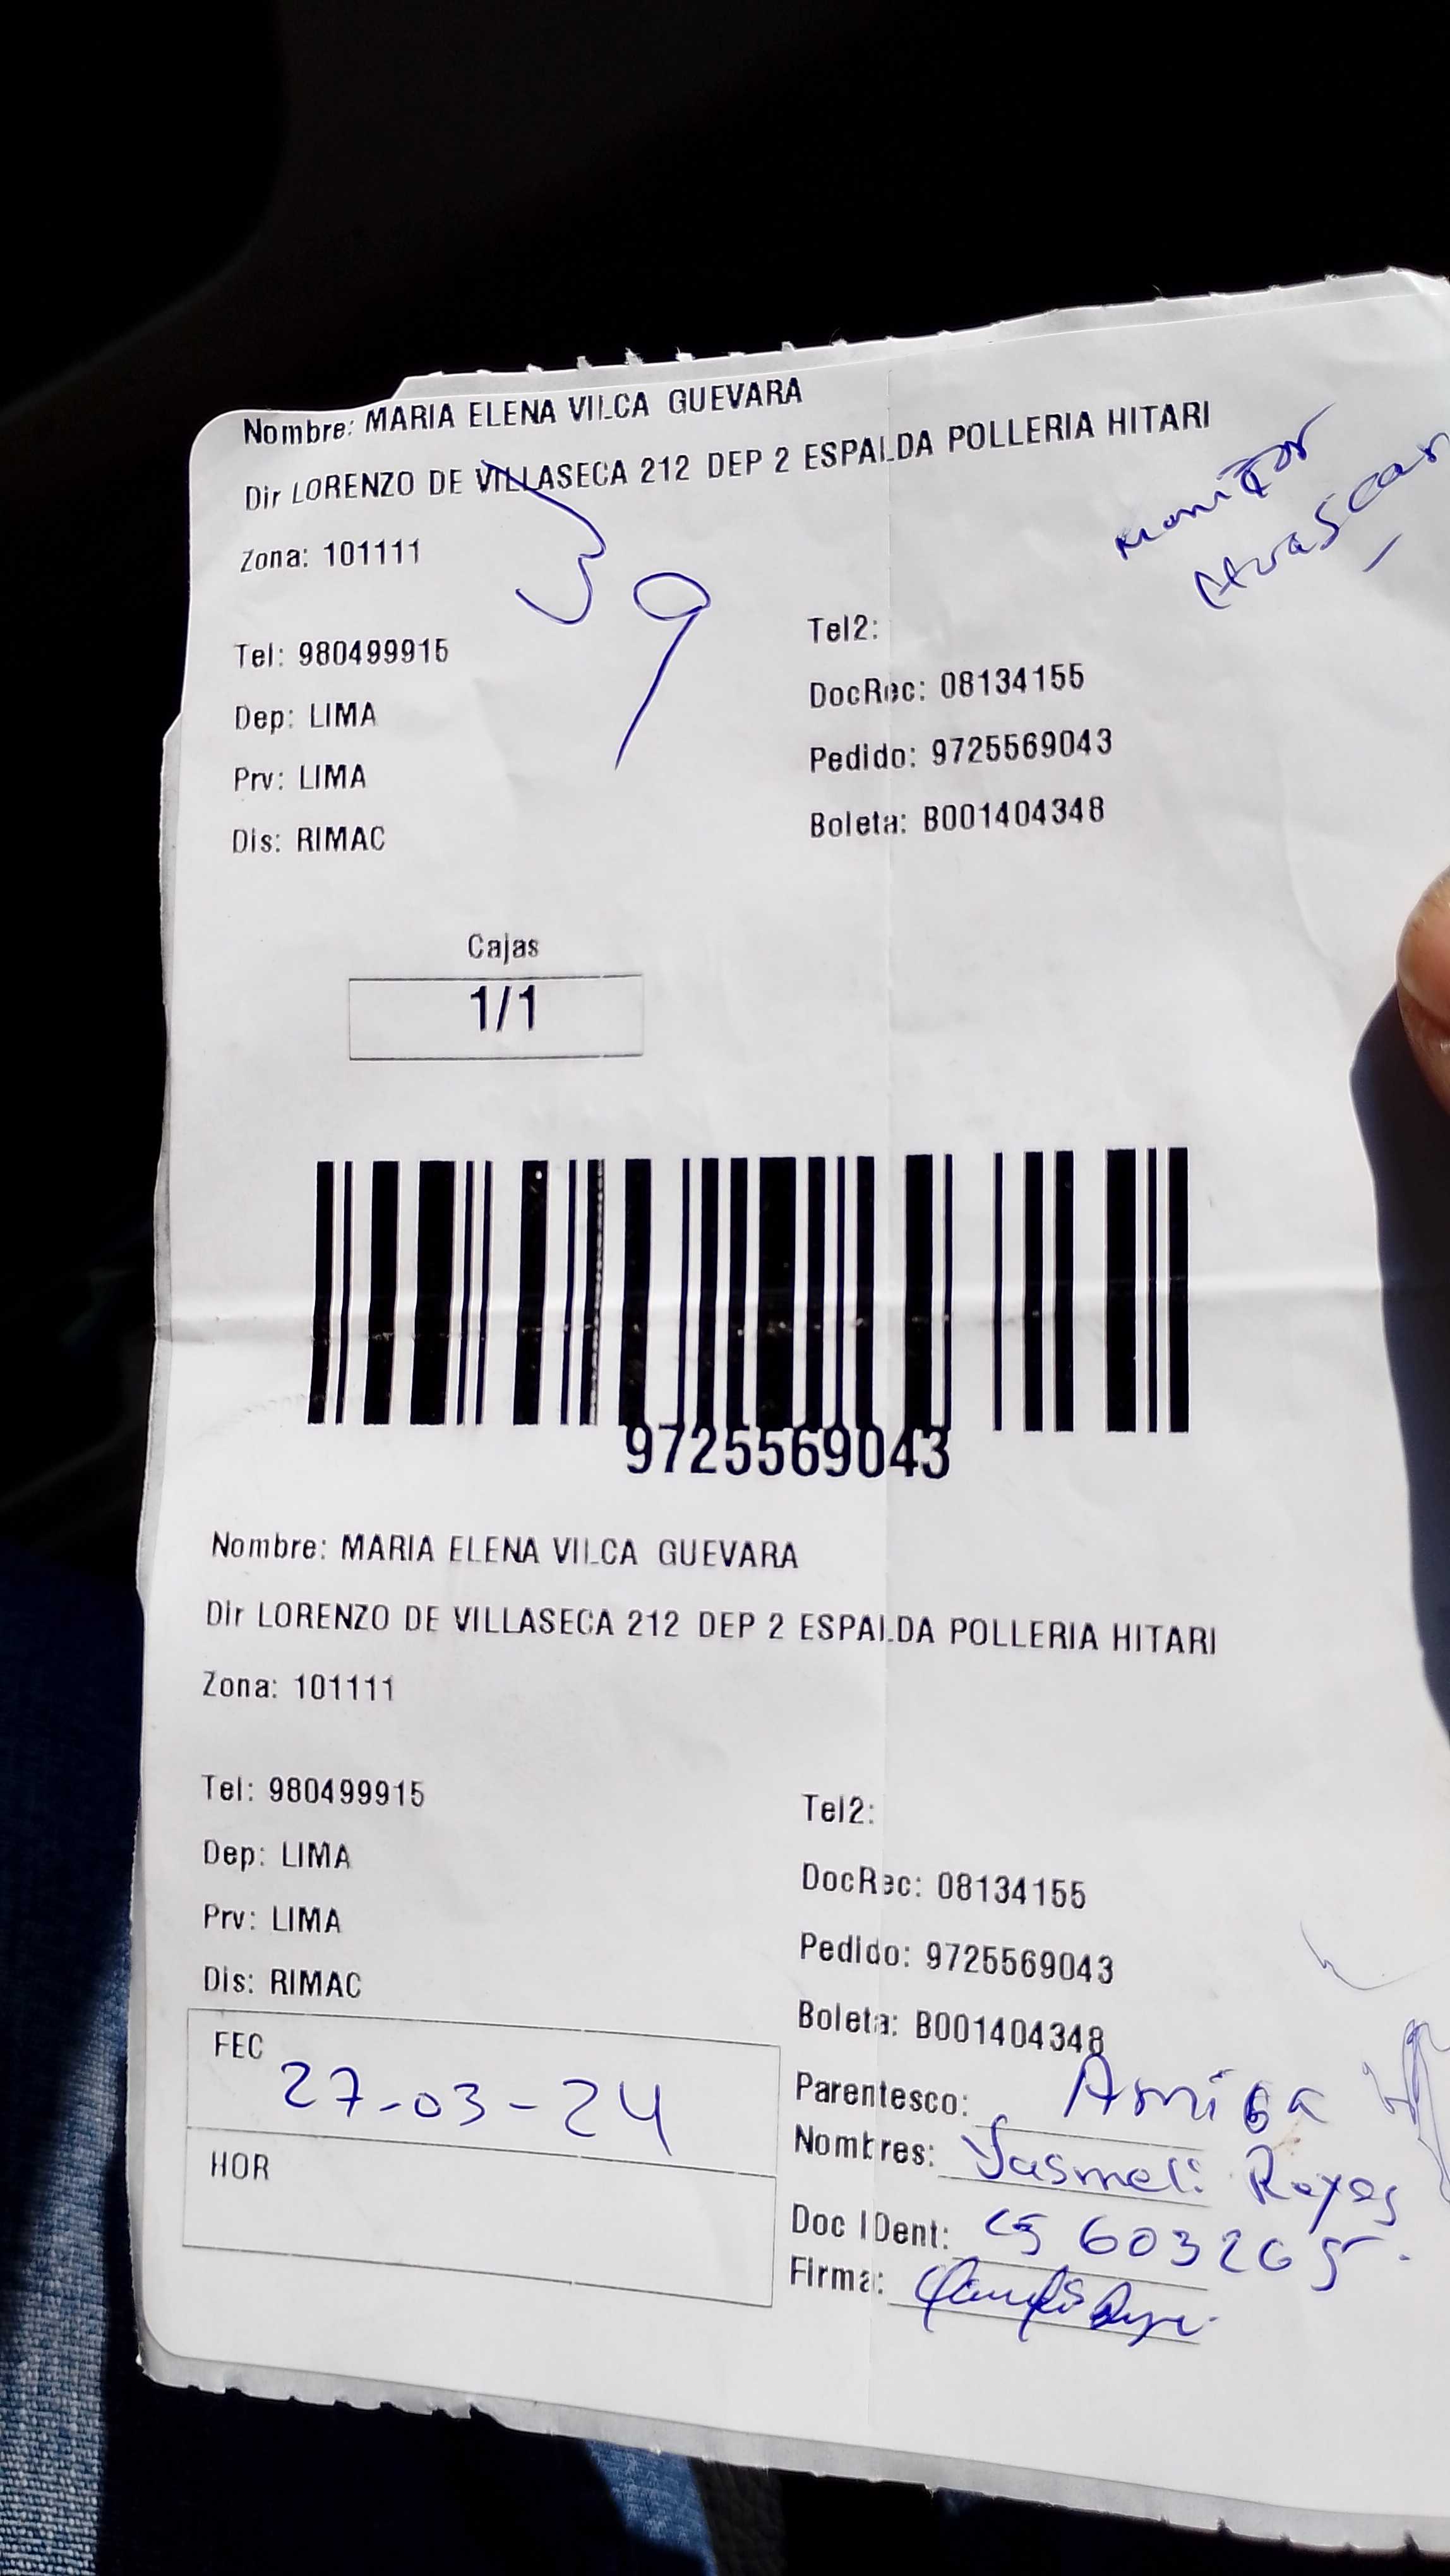 Nombre: MARIA ELENA VILCA GUEVARA
Dir LORENZO DE VILLASECA 212 DEP 2 ESPALDA POLLERIA HITARI
monitor
Zona: 101111
39
Tel: 980499915
Tel2:
Dep: LIMA
DocRec: 08134155
Prv: LIMA
Pedido: 9725569043
Dis: RIMAC
Boleta: B001404348
Cajas
1/1
9725569043
Nombre: MARIA ELENA VILCA GUEVARA
Dir LORENZO DE VILLASECA 212 DEP 2 ESPALDA POLLERIA HITARI
Zona: 101111
Tel: 980499915
Tel2:
Dep: LIMA
DocRec: 08134155
Prv: LIMA
Pedido: 9725569043
Dis: RIMAC
Boleta: B001404348
FEC 27-03-24
Parentesco: Amiga
Nombres: Yasmeli Reyes
HOR
Doc IDent: 603265
Firma: